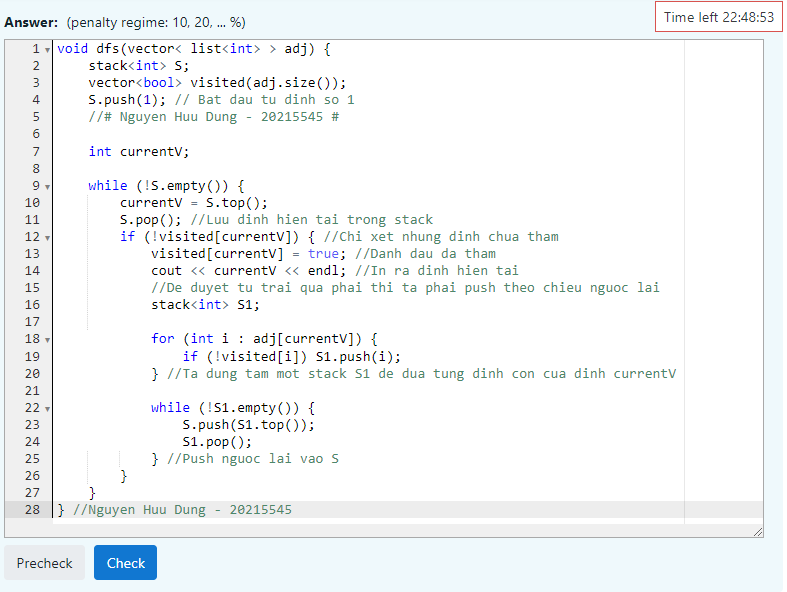 Answer: (penalty regime: 10, 20, ... %)
Time left 22:48:53
1 void dfs(vector< list<int> > adj) {
2     stack<int> S;
3     vector<bool> visited(adj.size());
4     S.push(1); // Bat dau tu dinh so 1
5     //# Nguyen Huu Dung - 20215545 #
6
7     int currentV;
8
9     while (!S.empty()) {
10         currentV = S.top();
11         S.pop(); //Luu dinh hien tai trong stack
12         if (!visited[currentV]) { //Chi xet nhung dinh chua tham
13             visited[currentV] = true; //Danh dau da tham
14             cout << currentV << endl; //In ra dinh hien tai
15             //De duyet tu trai qua phai thi ta phai push theo chieu nguoc lai
16             stack<int> S1;
17
18             for (int i : adj[currentV]) {
19                 if (!visited[i]) S1.push(i);
20             } //Ta dung tam mot stack S1 de dua tung dinh con cua dinh currentV
21
22             while (!S1.empty()) {
23                 S.push(S1.top());
24                 S1.pop();
25             } //Push nguoc lai vao S
26         }
27     }
28 } //Nguyen Huu Dung - 20215545
Precheck
Check